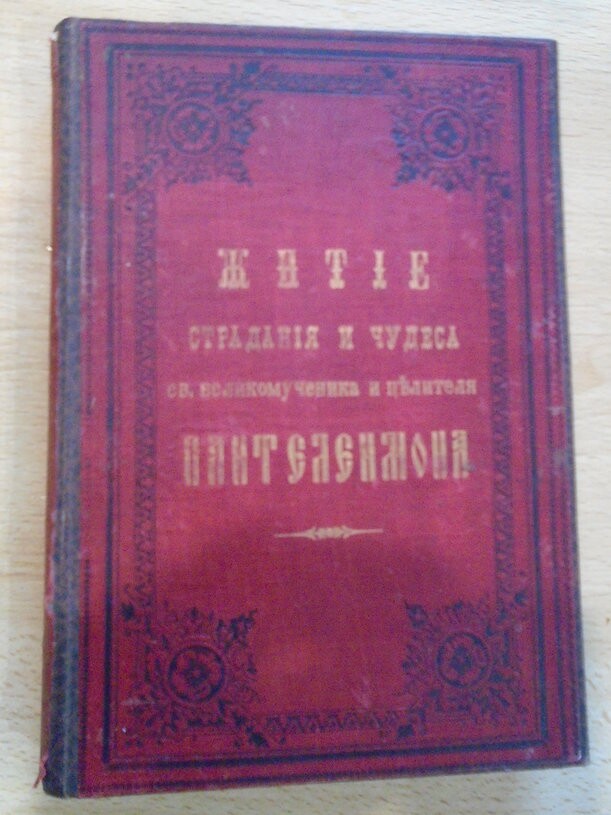 ЖИТІЕ
СТРАДАНІЯ И ЧУДЕСА
св. великомученика и цѣлителя
ПАНТЕЛЕИМОНА